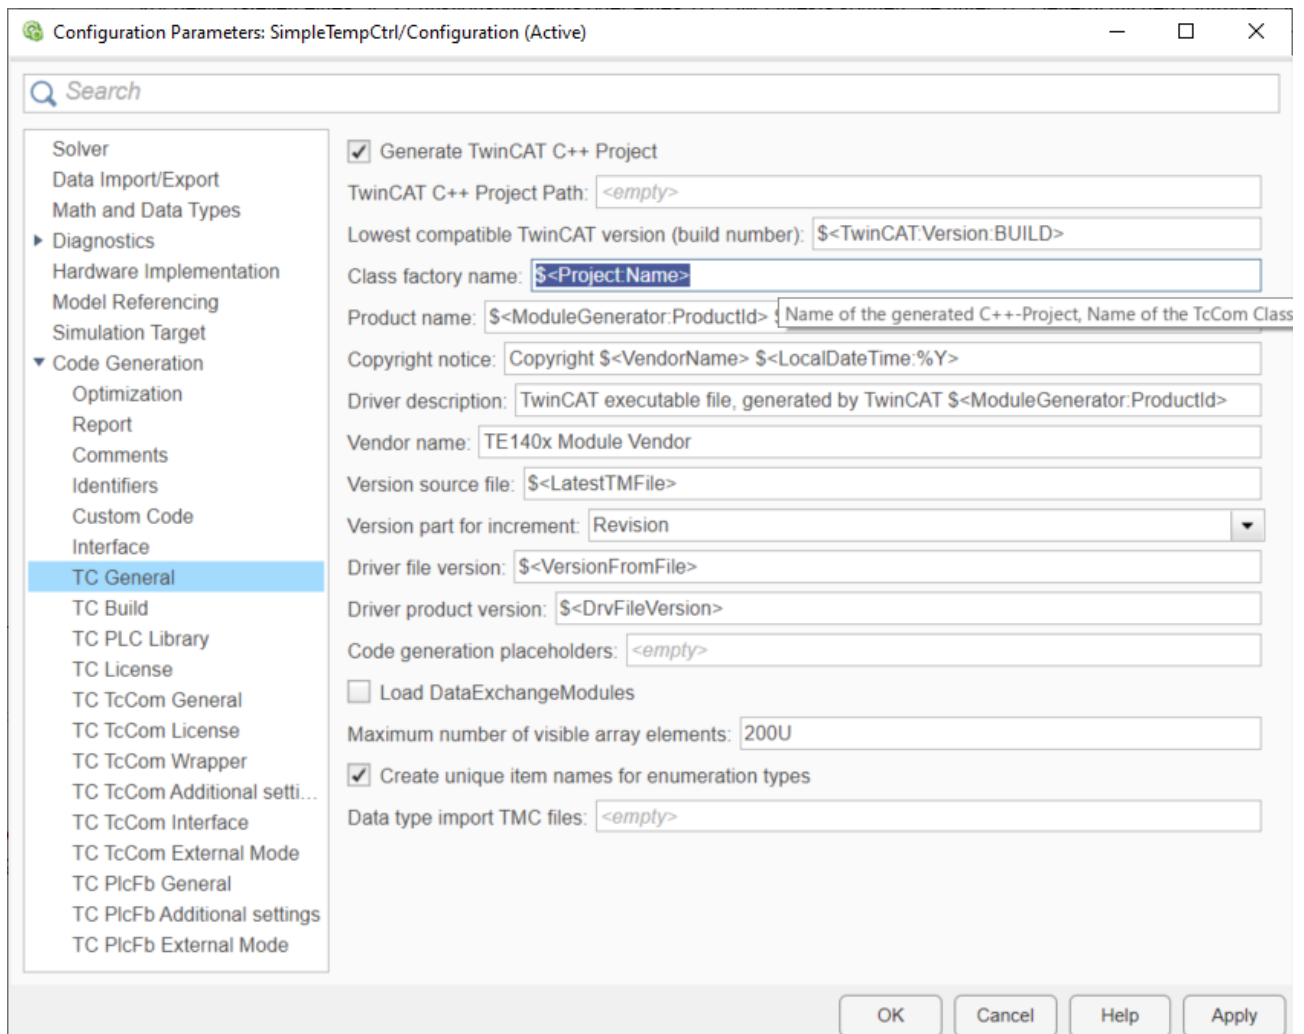 Configuration Parameters: SimpleTempCtrl/Configuration (Active)
Search
Solver
Data Import/Export
Math and Data Types
Diagnostics
Hardware Implementation
Model Referencing
Simulation Target
Code Generation
Optimization
Report
Comments
Identifiers
Custom Code
Interface
TC General
TC Build
TC PLC Library
TC License
TC TcCom General
TC TcCom License
TC TcCom Wrapper
TC TcCom Additional setti...
TC TcCom Interface
TC TcCom External Mode
TC PlcFb General
TC PlcFb Additional settings
TC PlcFb External Mode
Generate TwinCAT C++ Project
TwinCAT C++ Project Path: <empty>
Lowest compatible TwinCAT version (build number): $<TwinCAT:Version:BUILD>
Class factory name: $<Project:Name>
Product name: $<ModuleGenerator:ProductId>
Name of the generated C++-Project, Name of the TcCom Class
Copyright notice: Copyright $<VendorName> $<LocalDateTime:%Y>
Driver description: TwinCAT executable file, generated by TwinCAT $<ModuleGenerator:ProductId>
Vendor name: TE140x Module Vendor
Version source file: $<LatestTMFile>
Version part for increment: Revision
Driver file version: $<VersionFromFile>
Driver product version: $<DrvFileVersion>
Code generation placeholders: <empty>
Load DataExchangeModules
Maximum number of visible array elements: 200U
Create unique item names for enumeration types
Data type import TMC files: <empty>
OK
Cancel
Help
Apply